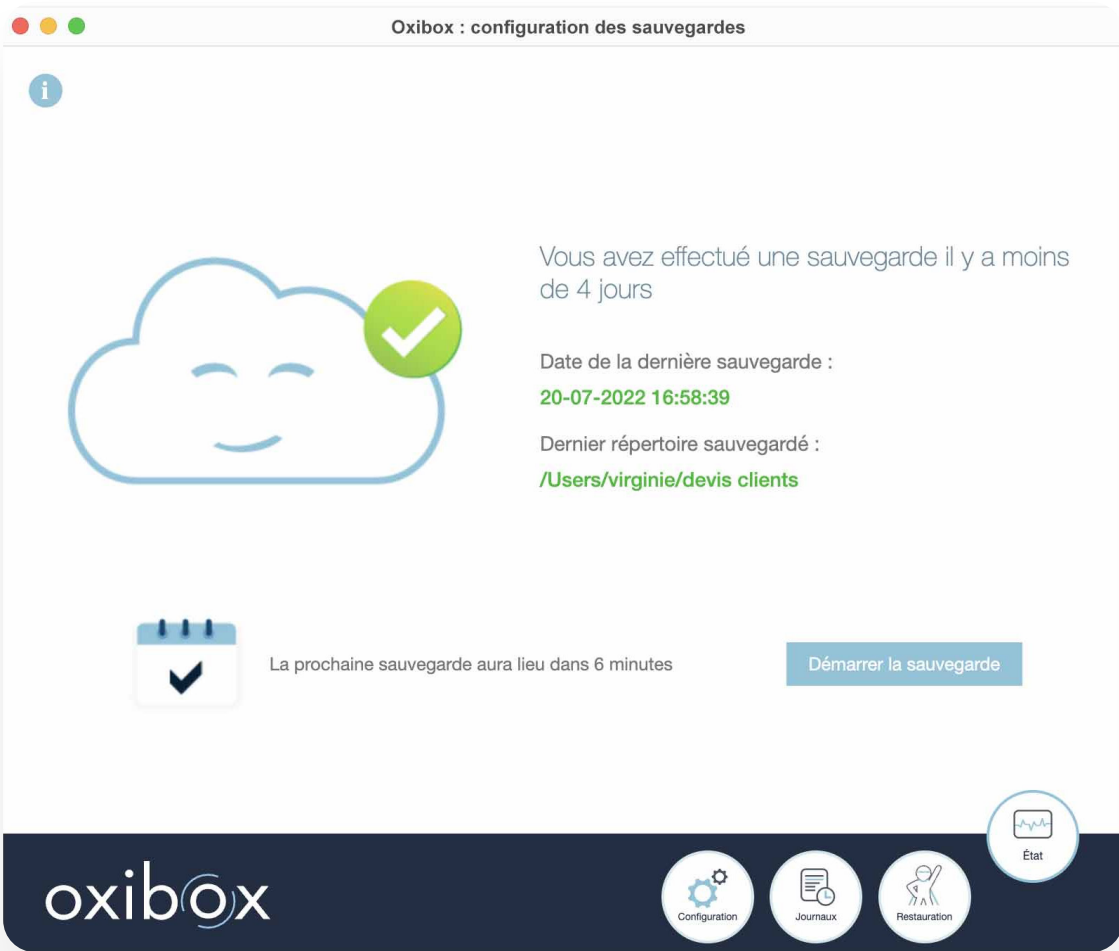 Oxibox : configuration des sauvegardes
i
Vous avez effectué une sauvegarde il y a moins
de 4 jours
Date de la dernière sauvegarde :
20-07-2022 16:58:39
Dernier répertoire sauvegardé :
/Users/virginie/devis clients
La prochaine sauvegarde aura lieu dans 6 minutes
Démarrer la sauvegarde
État
oxibox
Configuration
Journaux
Restauration